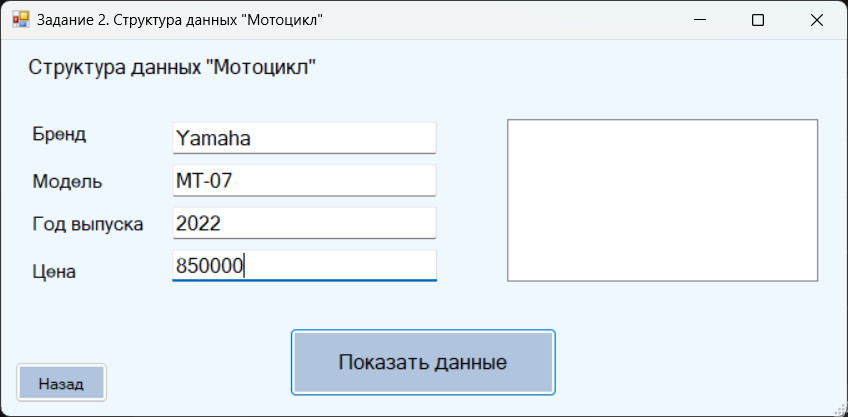 Задание 2. Структура данных "Мотоцикл"
Структура данных "Мотоцикл"
Бренд Yamaha
Модель MT-07
Год выпуска 2022
Цена 850000
Показать данные
Назад